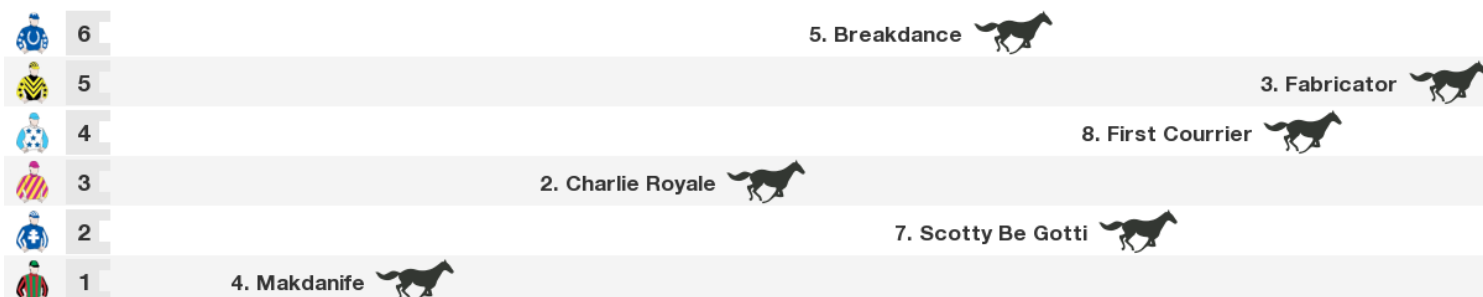 6 5. Breakdance
5 3. Fabricator
4 8. First Courrier
3 2. Charlie Royale
2 7. Scotty Be Gotti
1 4. Makdanife